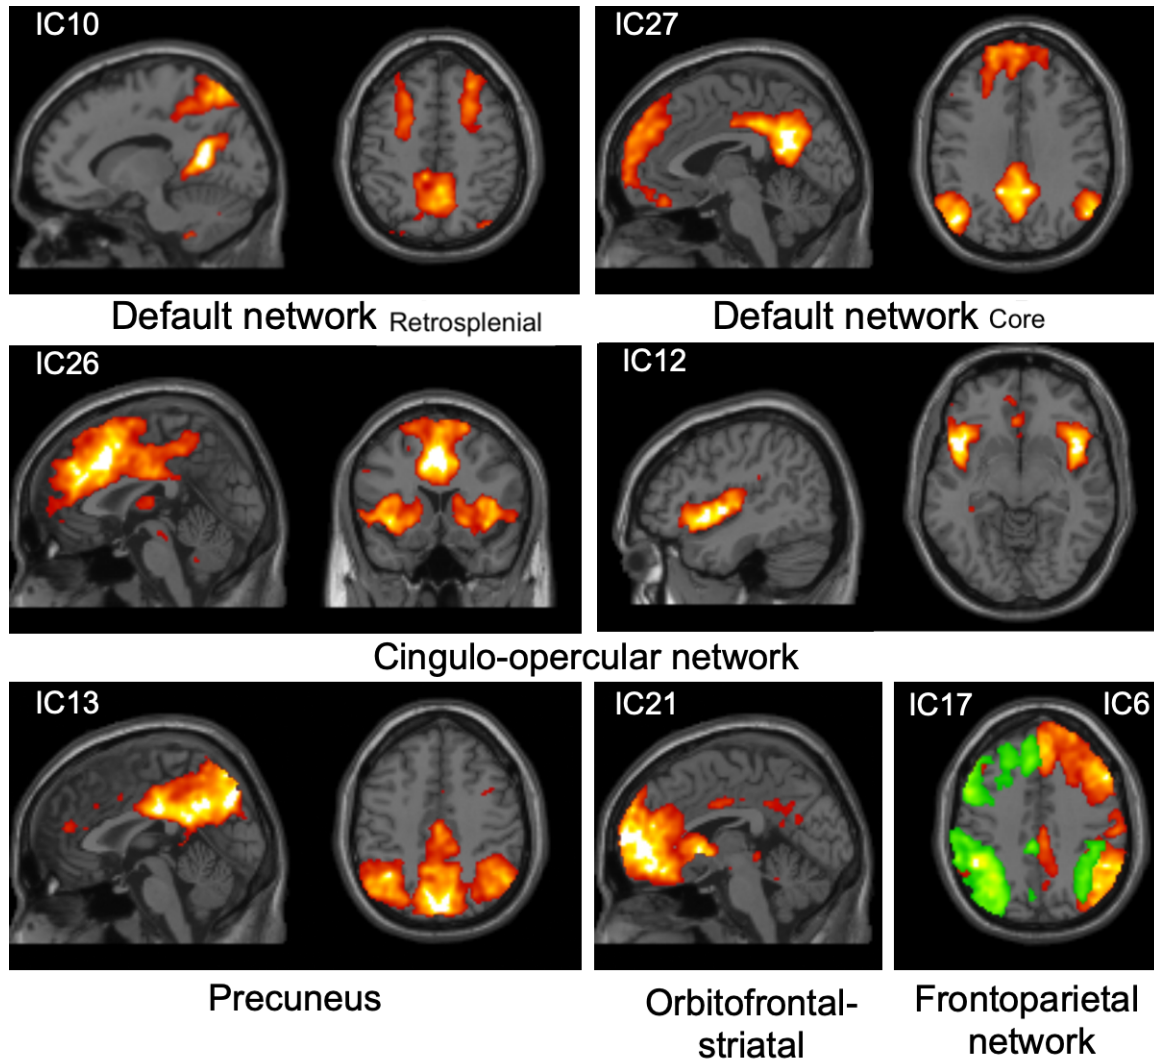 IC10
IC27
Default network Retrosplenial
Default network Core
IC26
IC12
Cingulo-opercular network
IC13
IC21
IC17
IC6
Precuneus
Orbitofrontal-
striatal
Frontoparietal
network